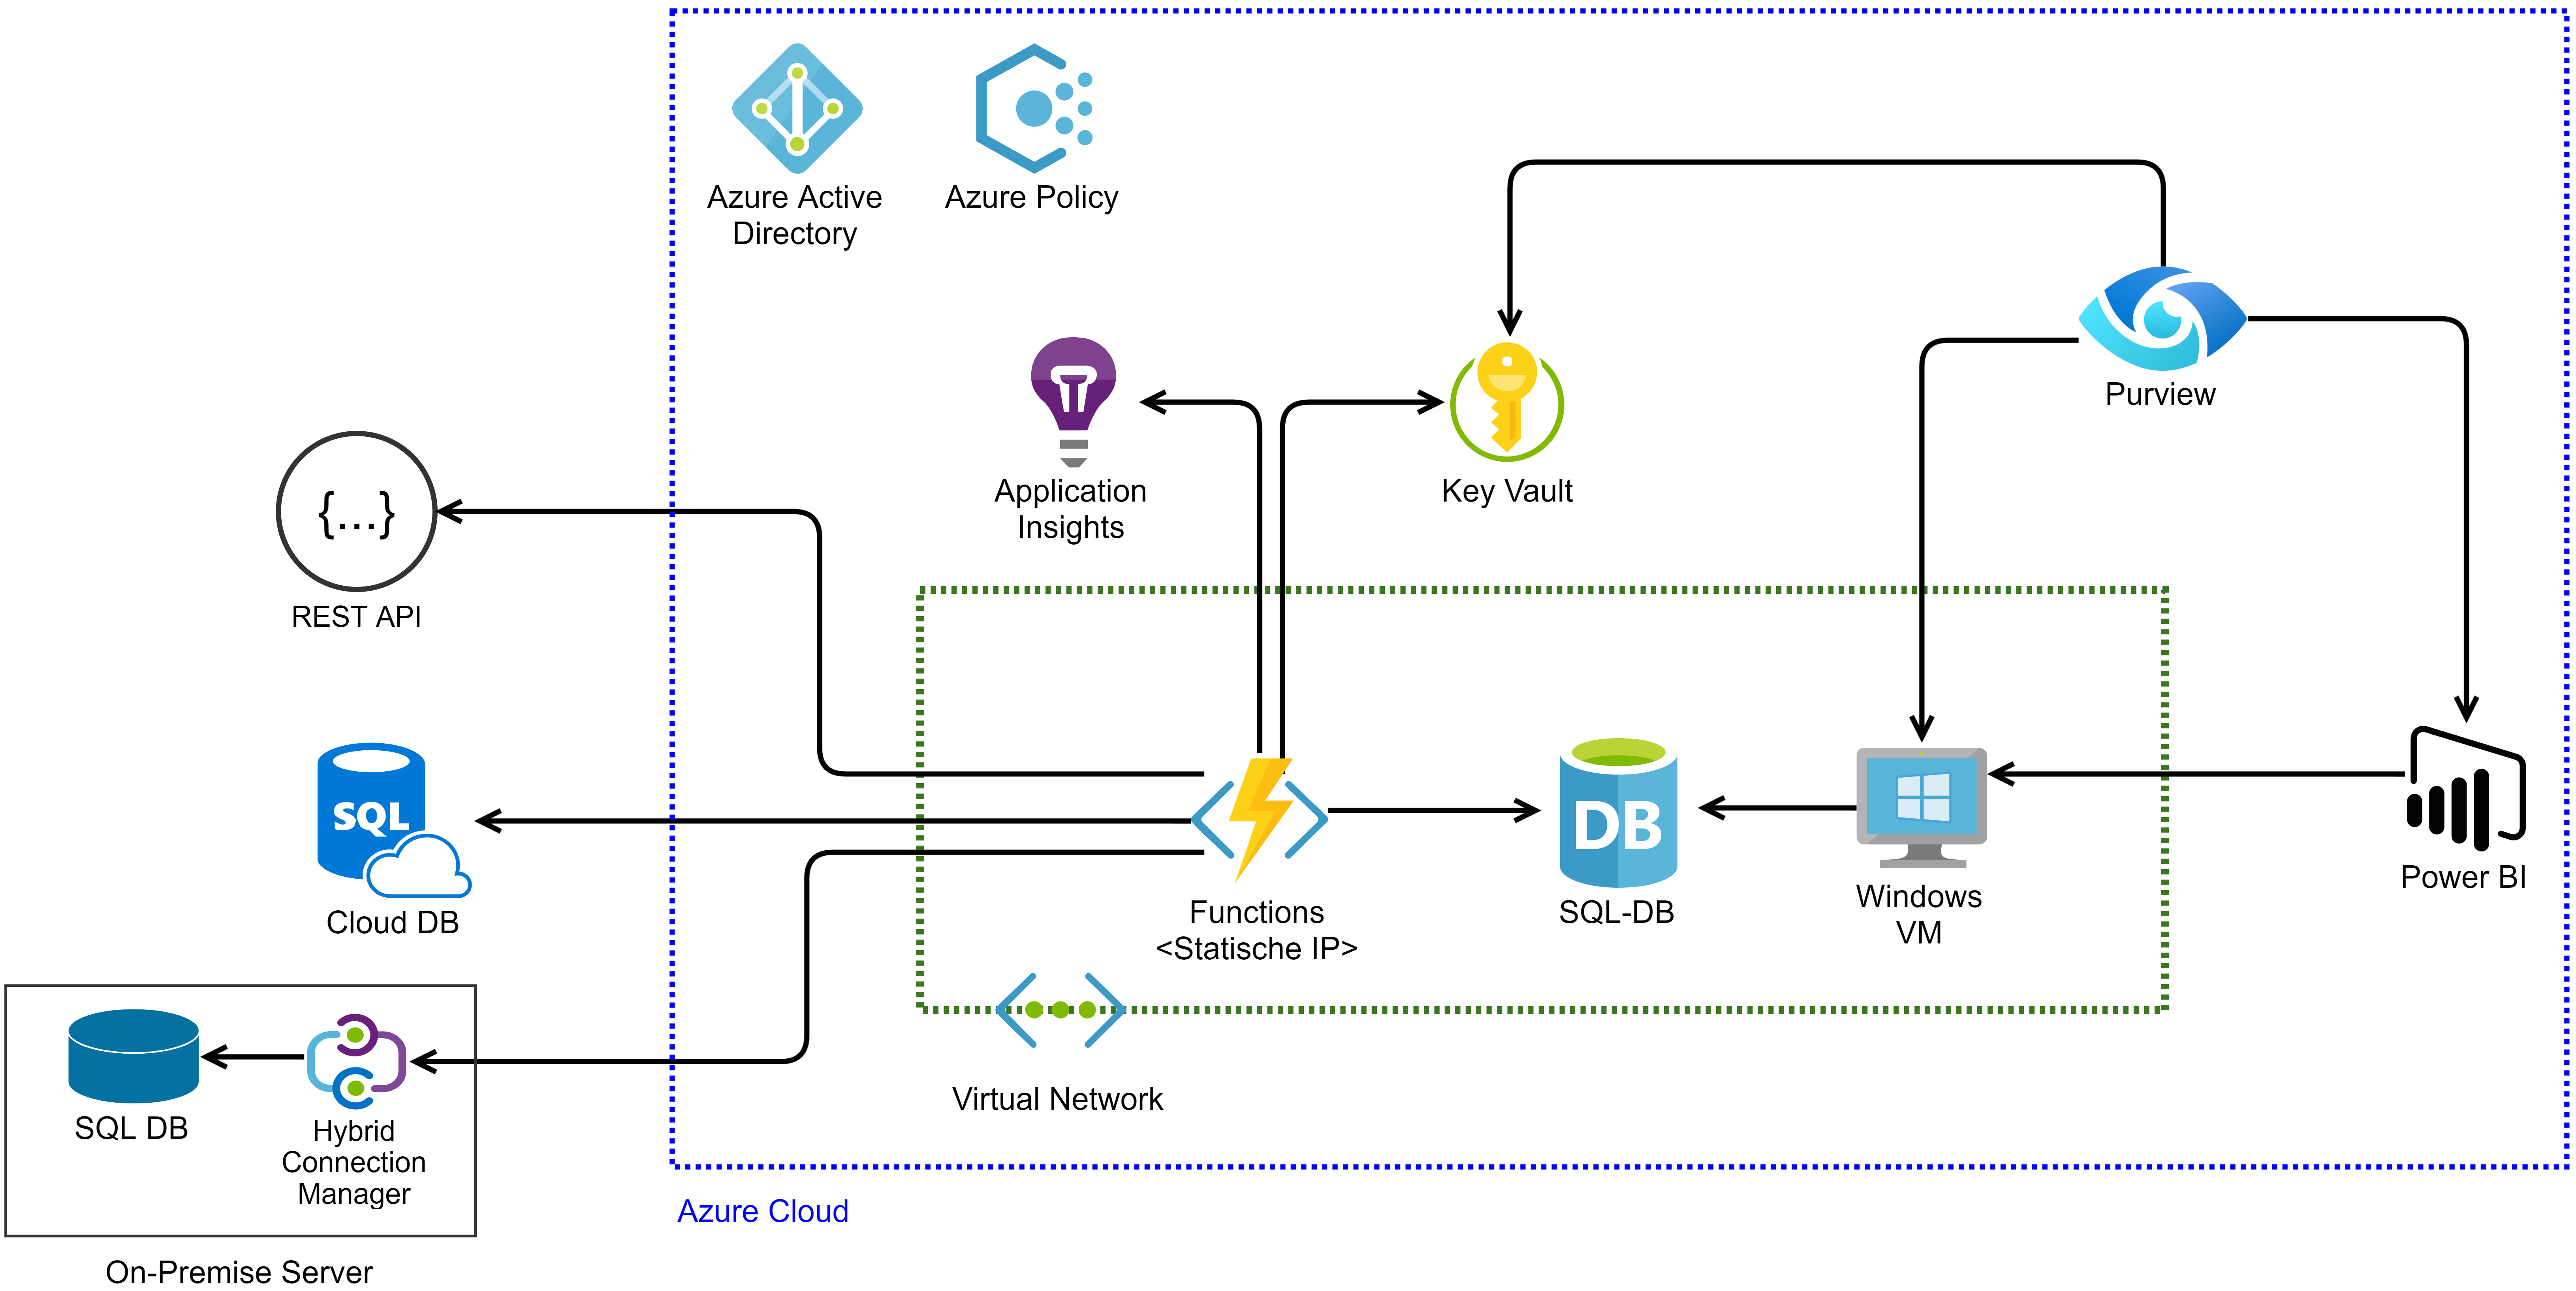 Azure Active
Directory
Azure Policy
Purview
Application
Insights
Key Vault
{...}
REST API
SQL
Cloud DB
DB
Functions
<Statische IP>
SQL-DB
Windows
VM
Power BI
SQL DB
Hybrid
Connection
Manager
Virtual Network
Azure Cloud
On-Premise Server